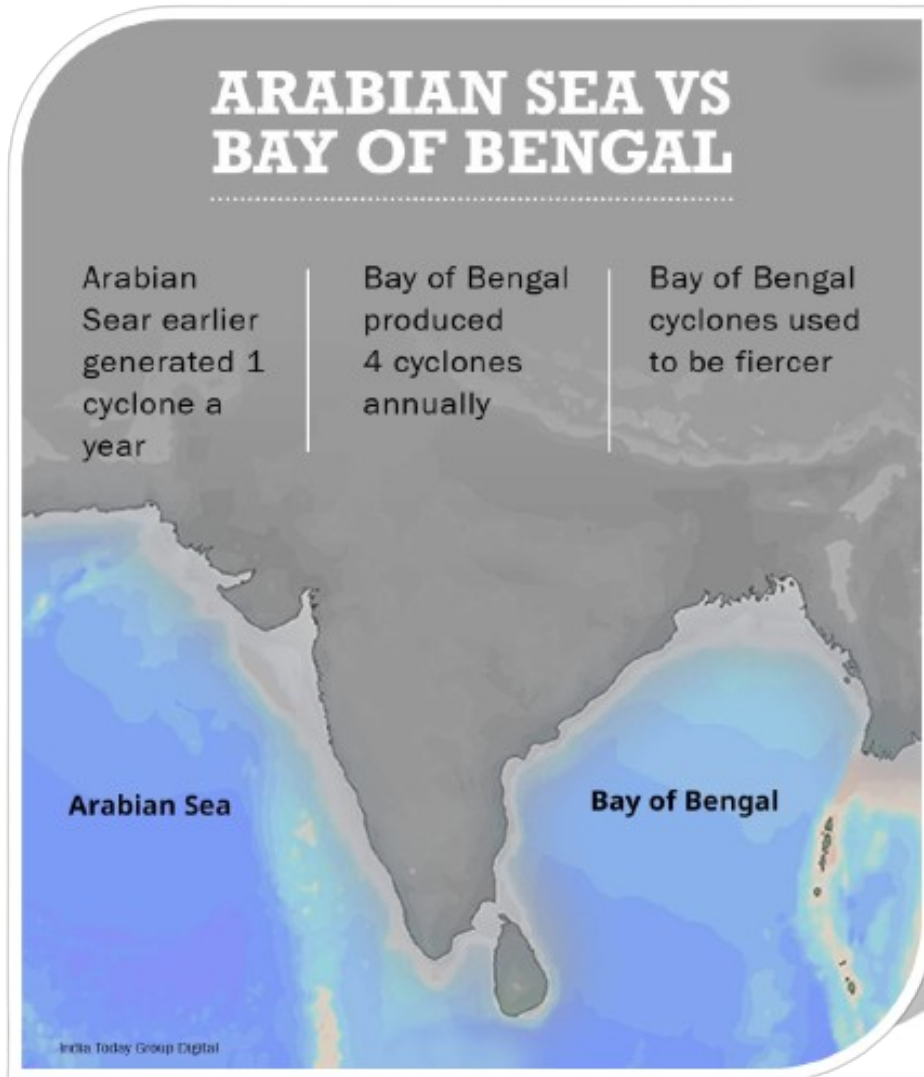 ARABIAN SEA VS
BAY OF BENGAL
Arabian
Sear earlier
generated 1
cyclone a
year
Bay of Bengal
produced
4 cyclones
annually
Bay of Bengal
cyclones used
to be fiercer
Arabian Sea
Bay of Bengal
India Today Group Digital